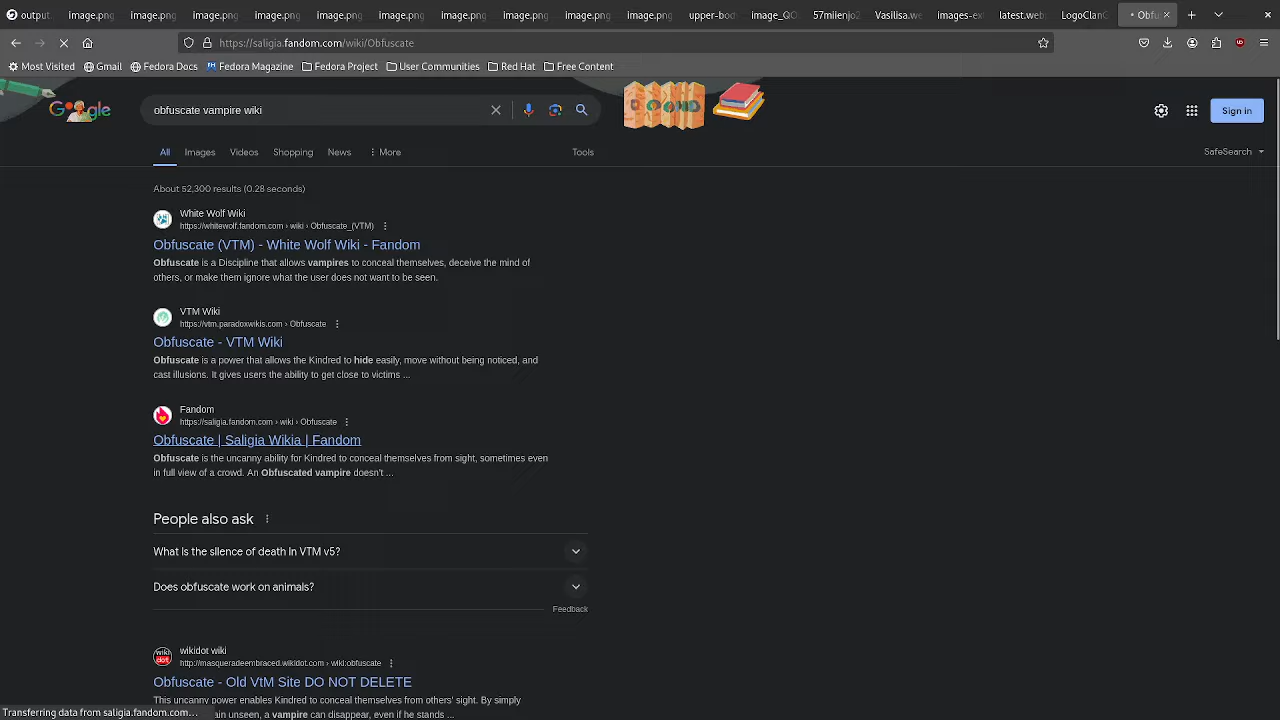 output.
image.png
image.png
image.png
image.png
image.png
image.png
image.png
image.png
image.png
image.png
upper-bod
image_QG
57miienjo2
Vasilisa.we
images-ex
latest.web
LogoClanG
Obfu
https://saligia.fandom.com/wiki/Obfuscate
Most Visited
Gmail
Fedora Docs
Fedora Magazine
Fedora Project
User Communities
Red Hat
Free Content
Google
obfuscate vampire wiki
Sign in
All
Images
Videos
Shopping
News
More
Tools
SafeSearch
About 52,300 results (0.28 seconds)
White Wolf Wiki
https://whitewolf.fandom.com › wiki › Obfuscate_(VTM)
Obfuscate (VTM) - White Wolf Wiki - Fandom
Obfuscate is a Discipline that allows vampires to conceal themselves, deceive the mind of
others, or make them ignore what the user does not want to be seen.
VTM Wiki
https://vtm.paradoxwikis.com › Obfuscate
Obfuscate - VTM Wiki
Obfuscate is a power that allows the Kindred to hide easily, move without being noticed, and
cast illusions. It gives users the ability to get close to victims ...
Fandom
https://saligia.fandom.com › wiki › Obfuscate
Obfuscate | Saligia Wikia | Fandom
Obfuscate is the uncanny ability for Kindred to conceal themselves from sight, sometimes even
in full view of a crowd. An Obfuscated vampire doesn't ...
People also ask
What is the silence of death in VTM v5?
Does obfuscate work on animals?
Feedback
wikidot wiki
http://masqueradeembraced.wikidot.com › wiki:obfuscate
Obfuscate - Old VtM Site DO NOT DELETE
This uncanny power enables Kindred to conceal themselves from others' sight. By simply
ain unseen, a vampire can disappear, even if he stands ...
Transferring data from saligia.fandom.com...